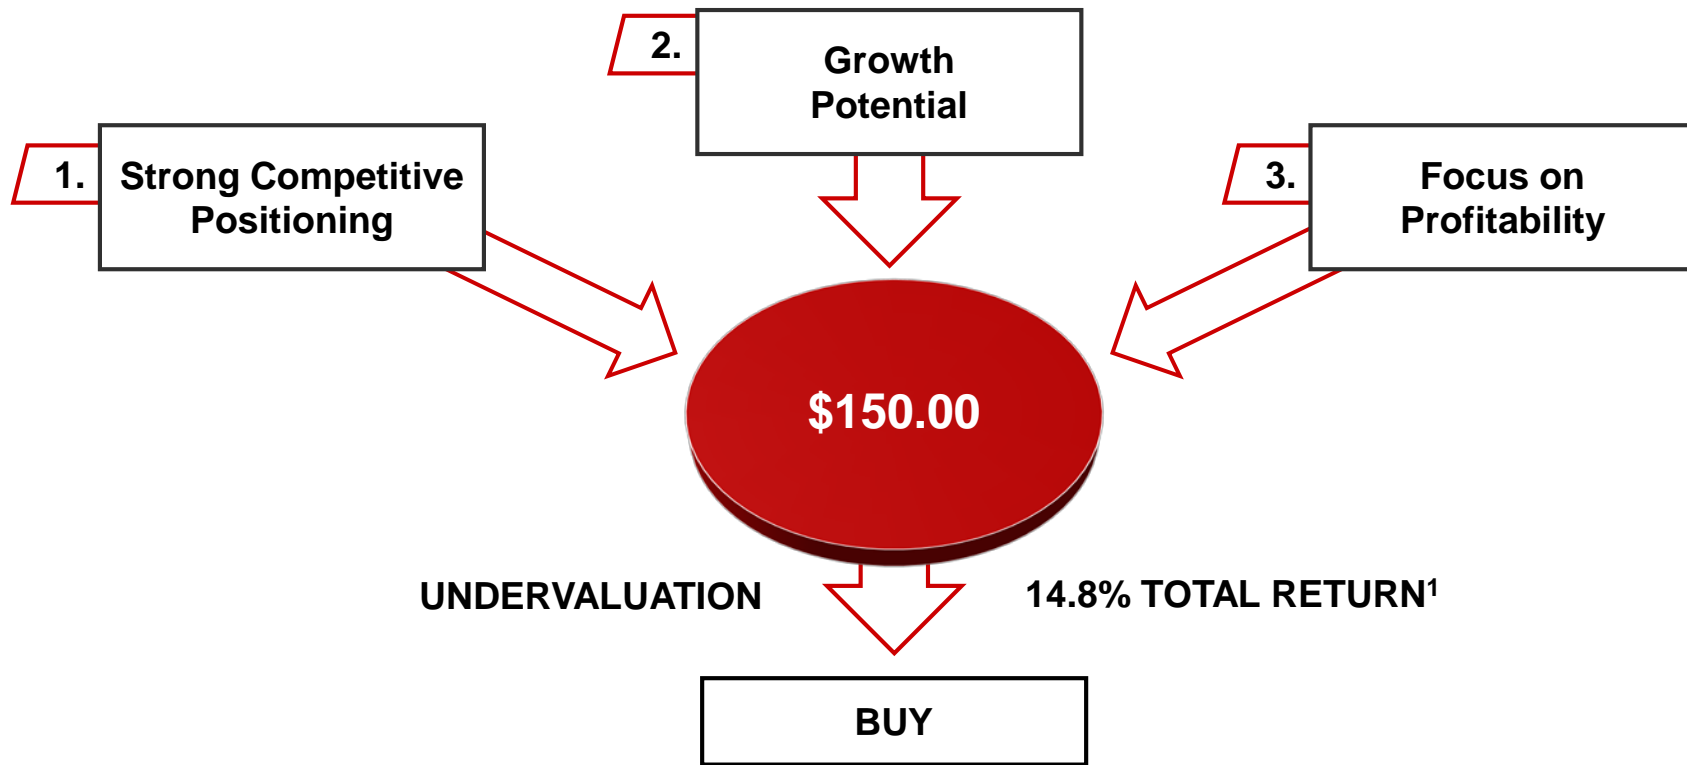 1.
Strong Competitive
Positioning
2.
Growth
Potential
3.
Focus on
Profitability
$150.00
UNDERVALUATION
14.8% TOTAL RETURN¹
BUY